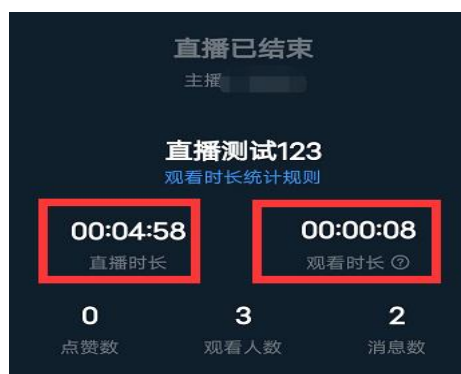 直播已结束
主播
直播测试123
观看时长统计规则
00:04:58 00:00:08
直播时长 观看时长 ?
0 3 2
点赞数 观看人数 消息数